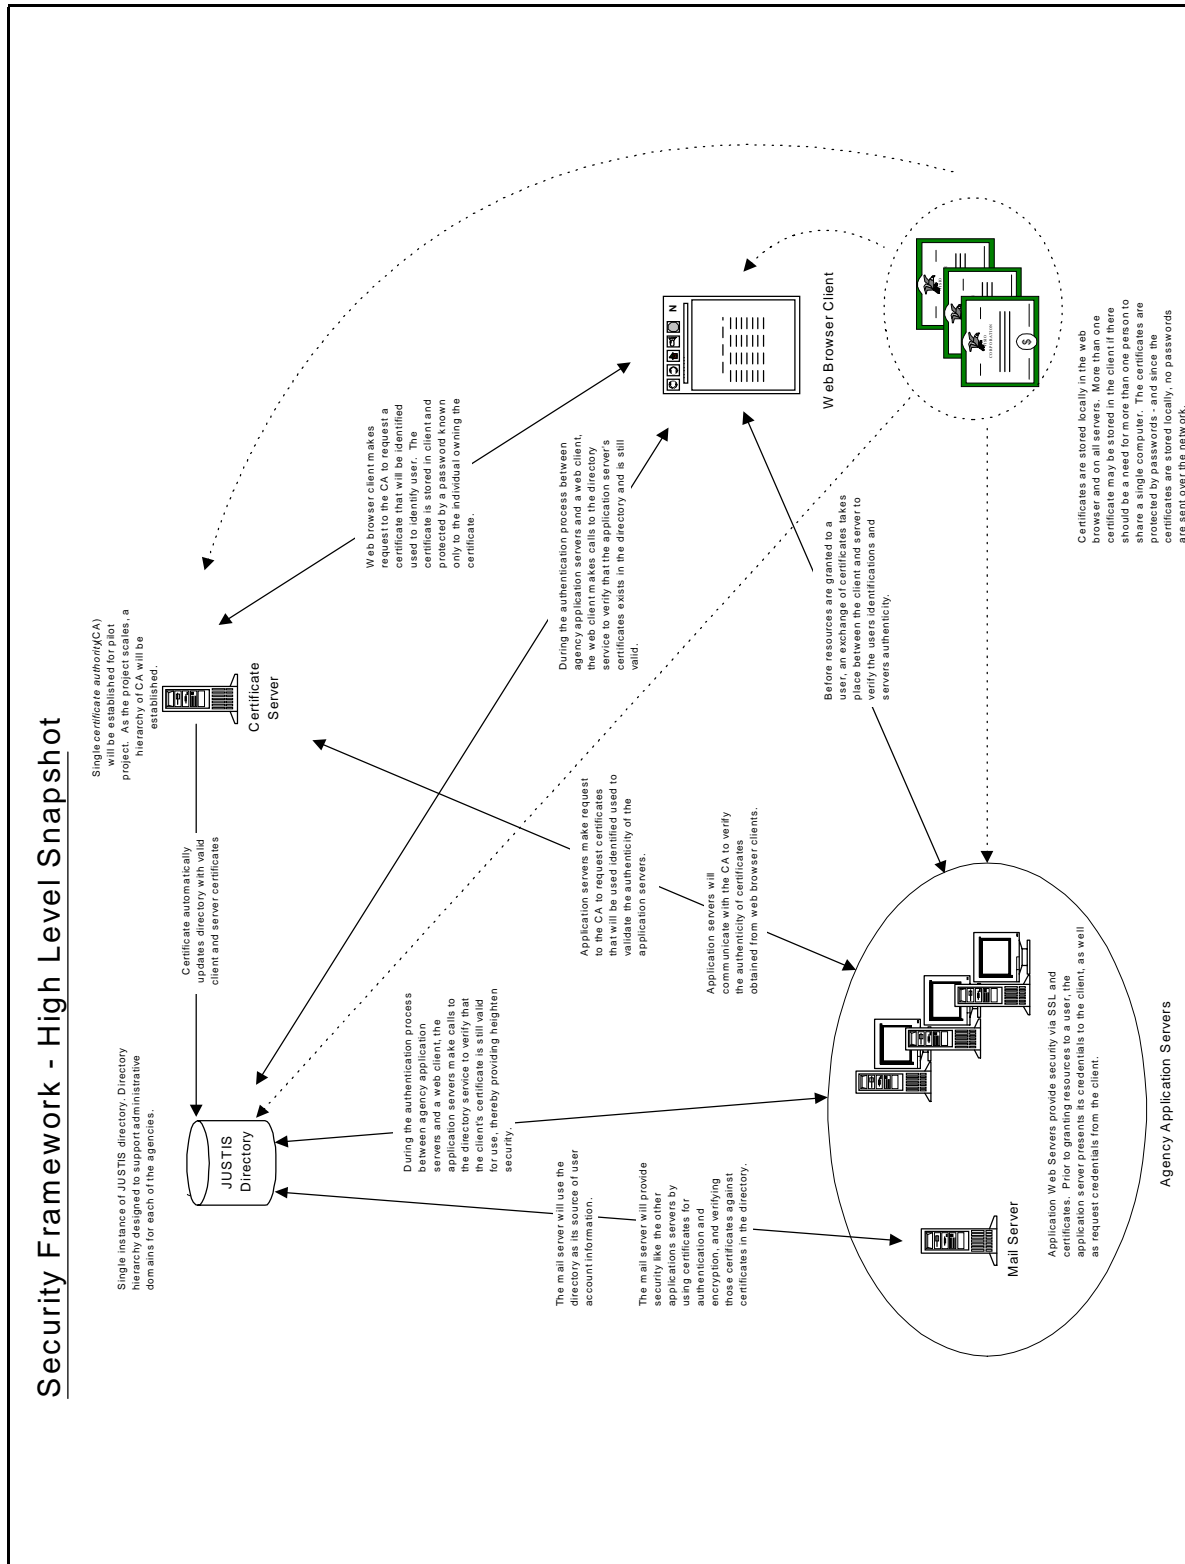 Security Framework - High Level Snapshot
Single instance of JUSTIS directory. Directory
hierarchy designed to support administrative
domains for each of the agencies.
Single certificate authority(CA)
will be established for pilot
project. As the project scales, a
hierarchy of CA will be
established.
JUSTIS
Directory
Certificate automatically
updates directory with valid
client and server certificates
Certificate
Server
Web browser client makes
request to the CA to request a
certificate that will be identified
used to identify user. The
certificate is stored in client and
protected by a password known
only to the individual owning the
certificate.
During the authentication process
between agency application
servers and a web client, the
application servers make calls to
the directory service to verify that
the client's certificate is still valid
for use, thereby providing heighten
security.
During the authentication process between
agency application servers and a web client,
the web client makes calls to the directory
service to verify that the application server's
certificates exists in the directory and is still
valid.
The mail server will use the
directory as its source of user
account information.
Application servers make request
to the CA to request certificates
that will be used identified used to
validate the authenticity of the
application servers.
The mail server will provide
security like the other
applications servers by
using certificates for
authentication and
encryption, and verifying
those certificates against
certificates in the directory.
Application servers will
communicate with the CA to verify
the authenticity of certificates
obtained from web browser clients.
N
Web Browser Client
Before resources are granted to a
user, an exchange of certificates takes
place between the client and server to
verify the users identifications and
servers authenticity.
CORPORATION
$
Mail Server
Application Web Servers provide security via SSL and
certificates. Prior to granting resources to a user, the
application server presents its credentials to the client, as well
as request credentials from the client.
Agency Application Servers
Certificates are stored locally in the web
browser and on all servers. More than one
certificate may be stored in the client if there
should be a need for more than one person to
share a single computer. The certificates are
protected by passwords - and since the
certificates are stored locally, no passwords
are sent over the network.